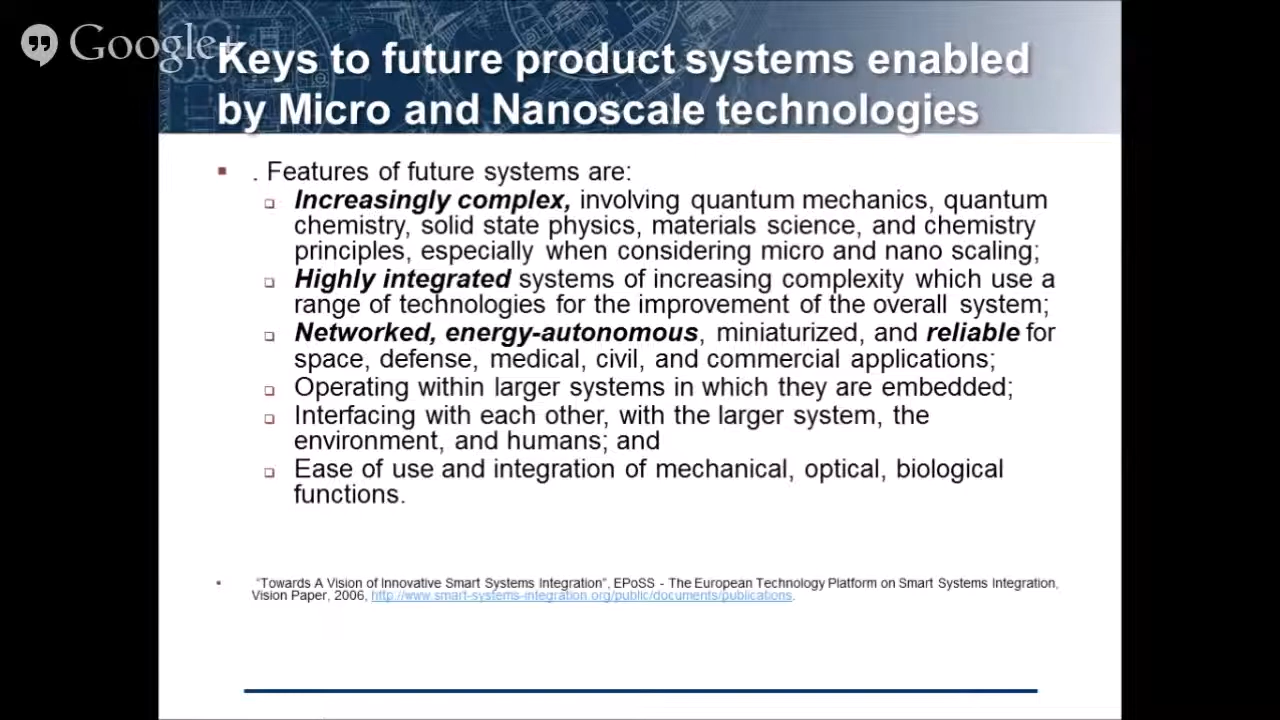 Google+
Keys to future product systems enabled
by Micro and Nanoscale technologies
. Features of future systems are:
Increasingly complex, involving quantum mechanics, quantum
chemistry, solid state physics, materials science, and chemistry
principles, especially when considering micro and nano scaling;
Highly integrated systems of increasing complexity which use a
range of technologies for the improvement of the overall system;
Networked, energy-autonomous, miniaturized, and reliable for
space, defense, medical, civil, and commercial applications;
Operating within larger systems in which they are embedded;
Interfacing with each other, with the larger system, the
environment, and humans; and
Ease of use and integration of mechanical, optical, biological
functions.
"Towards A Vision of Innovative Smart Systems Integration", EPoSS - The European Technology Platform on Smart Systems Integration,
Vision Paper, 2006, http://www.smart-systems-integration.org/public/documents/publications.